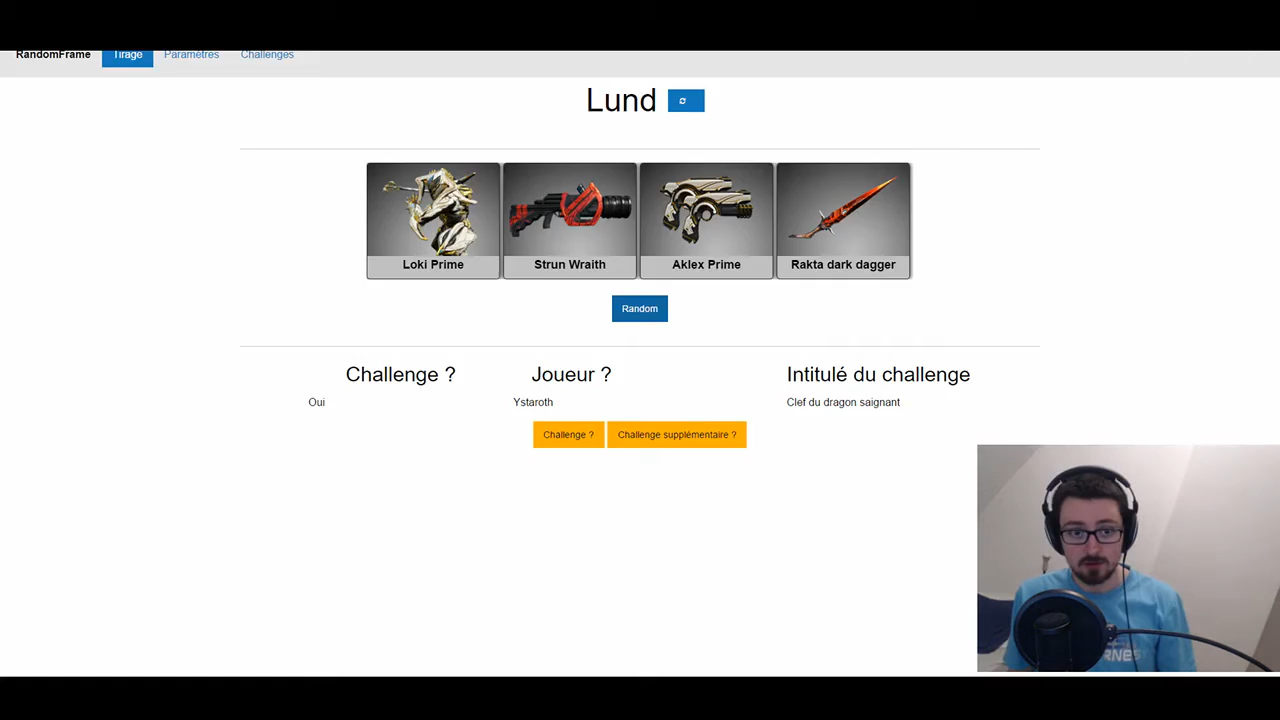 RandomFrame Tirage Paramètres Challenges
Lund
Loki Prime Strun Wraith Aklex Prime Rakta dark dagger
Random
Challenge ? Joueur ? Intitulé du challenge
Oui Ystaroth Clef du dragon saignant
Challenge ? Challenge supplémentaire ?